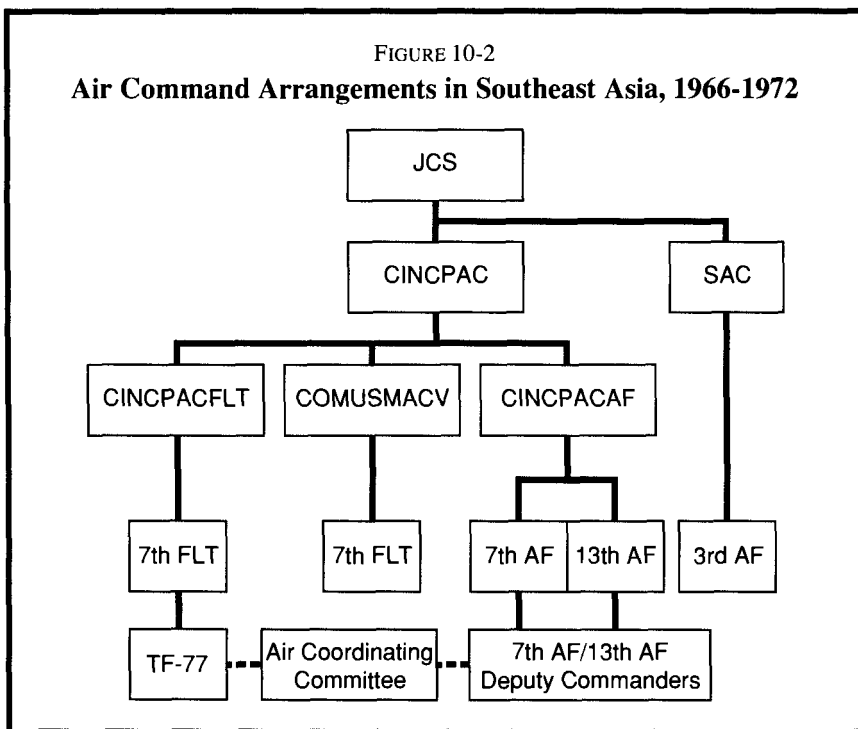 FIGURE 10-2
Air Command Arrangements in Southeast Asia, 1966-1972
JCS
CINCPAC
SAC
CINCPACFLT
COMUSMACV
CINCPACAF
7th FLT
7th FLT
7th AF
13th AF
3rd AF
TF-77
Air Coordinating
Committee
7th AF/13th AF
Deputy Commanders